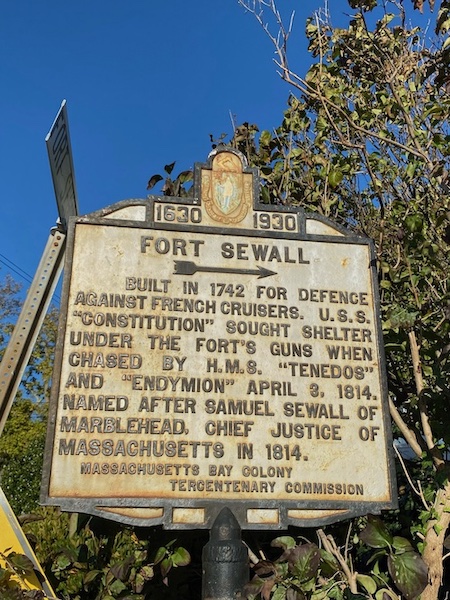 1630 1930
FORT SEWALL
BUILT IN 1742 FOR DEFENCE
AGAINST FRENCH CRUISERS. U.S.S.
"CONSTITUTION" SOUGHT SHELTER
UNDER THE FORT'S GUNS WHEN
CHASED BY H.M.S. "TENEDOS"
AND "ENDYMION" APRIL 3, 1814.
NAMED AFTER SAMUEL SEWALL OF
MARBLEHEAD, CHIEF JUSTICE OF
MASSACHUSETTS IN 1814.
MASSACHUSETTS BAY COLONY
TERCENTENARY COMMISSION